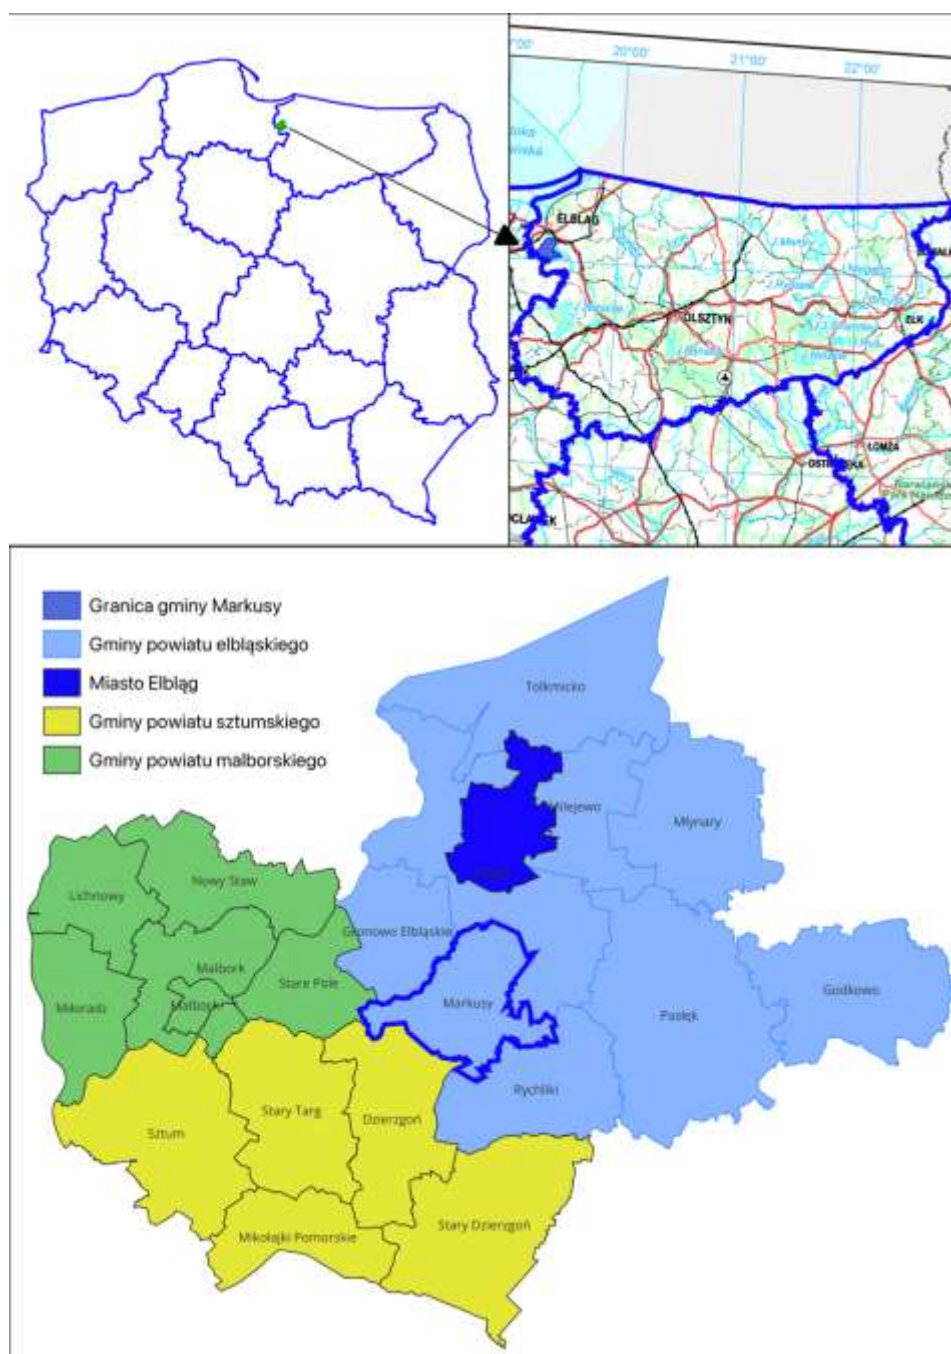 20°00'
21°00'
22°00'
ELBLĄG
OLSZTYN
EŁK
ŁOMŻA
Granica gminy Markusy
Gminy powiatu elbląskiego
Miasto Elbląg
Gminy powiatu sztumskiego
Gminy powiatu malborskiego
Tolkmicko
Milejewo
Młynary
Nowy Staw
Lichnowy
Gronowo Elbląskie
Malbork
Stare Pole
Godkowo
Miłoradz
Malbork
Markusy
Pasłęk
Rychliki
Stary Targ
Dzierzgoń
Sztum
Stary Dzierzgoń
Mikołajki Pomorskie